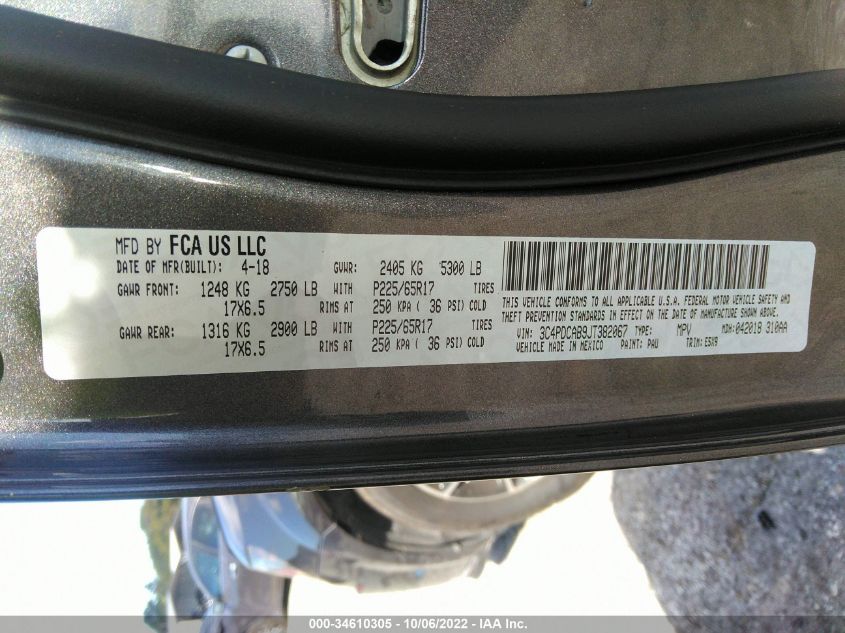 MFD BY FCA US LLC
DATE OF MFR(BUILT): 4-18 GVWR: 2405 KG 5300 LB
GAWR FRONT: 1248 KG 2750 LB WITH P225/65R17 TIRES
17X6.5 RIMS AT 250 KPA ( 36 PSI) COLD
GAWR REAR: 1316 KG 2900 LB WITH P225/65R17 TIRES
17X6.5 RIMS AT 250 KPA ( 36 PSI) COLD
THIS VEHICLE CONFORMS TO ALL APPLICABLE U.S.A. FEDERAL MOTOR VEHICLE SAFETY AND
THEFT PREVENTION STANDARDS IN EFFECT ON THE DATE OF MANUFACTURE SHOWN ABOVE.
VIN: 3C4PDCAB9JT382067 TYPE: MPV MDH: 042018 310AA
VEHICLE MADE IN MEXICO PAINT: PAU TRIM: E5X9
000-34610305 - 10/06/2022 - IAA Inc.